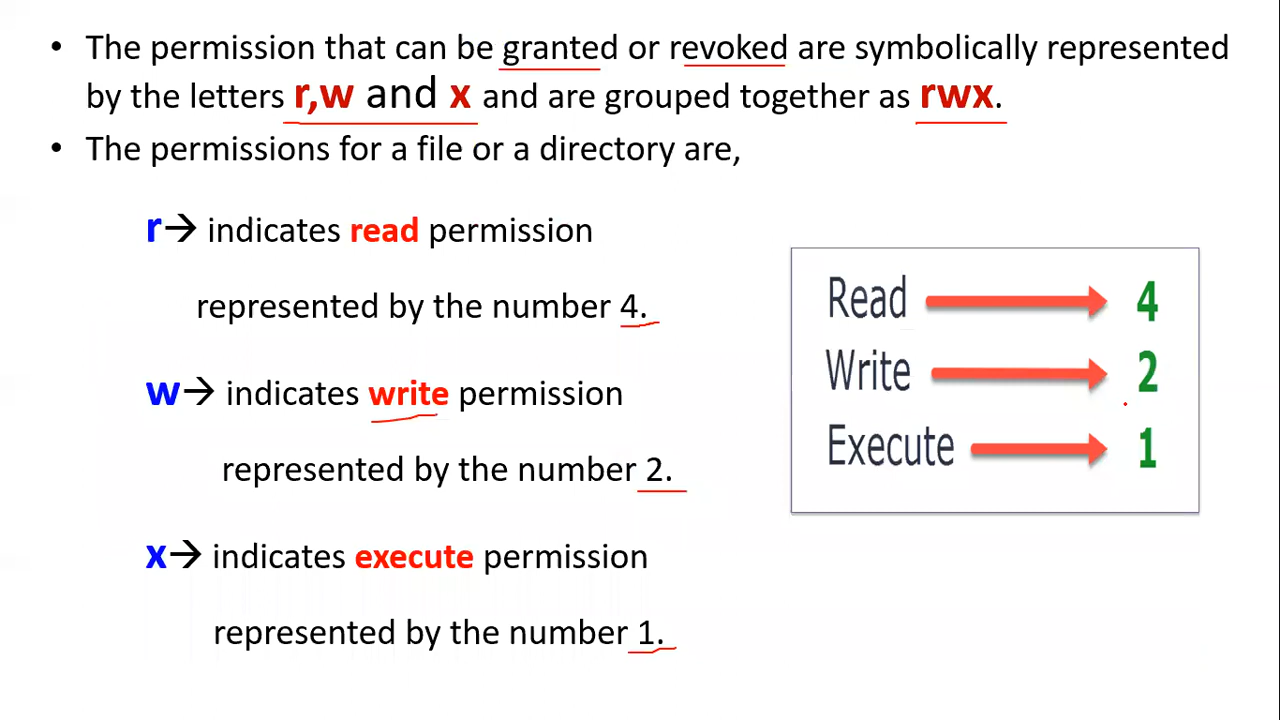 • The permission that can be granted or revoked are symbolically represented
by the letters r,w and x and are grouped together as rwx.
• The permissions for a file or a directory are,
r→ indicates read permission
represented by the number 4.
w→ indicates write permission
represented by the number 2.
x→ indicates execute permission
represented by the number 1.
Read → 4
Write → 2
Execute → 1